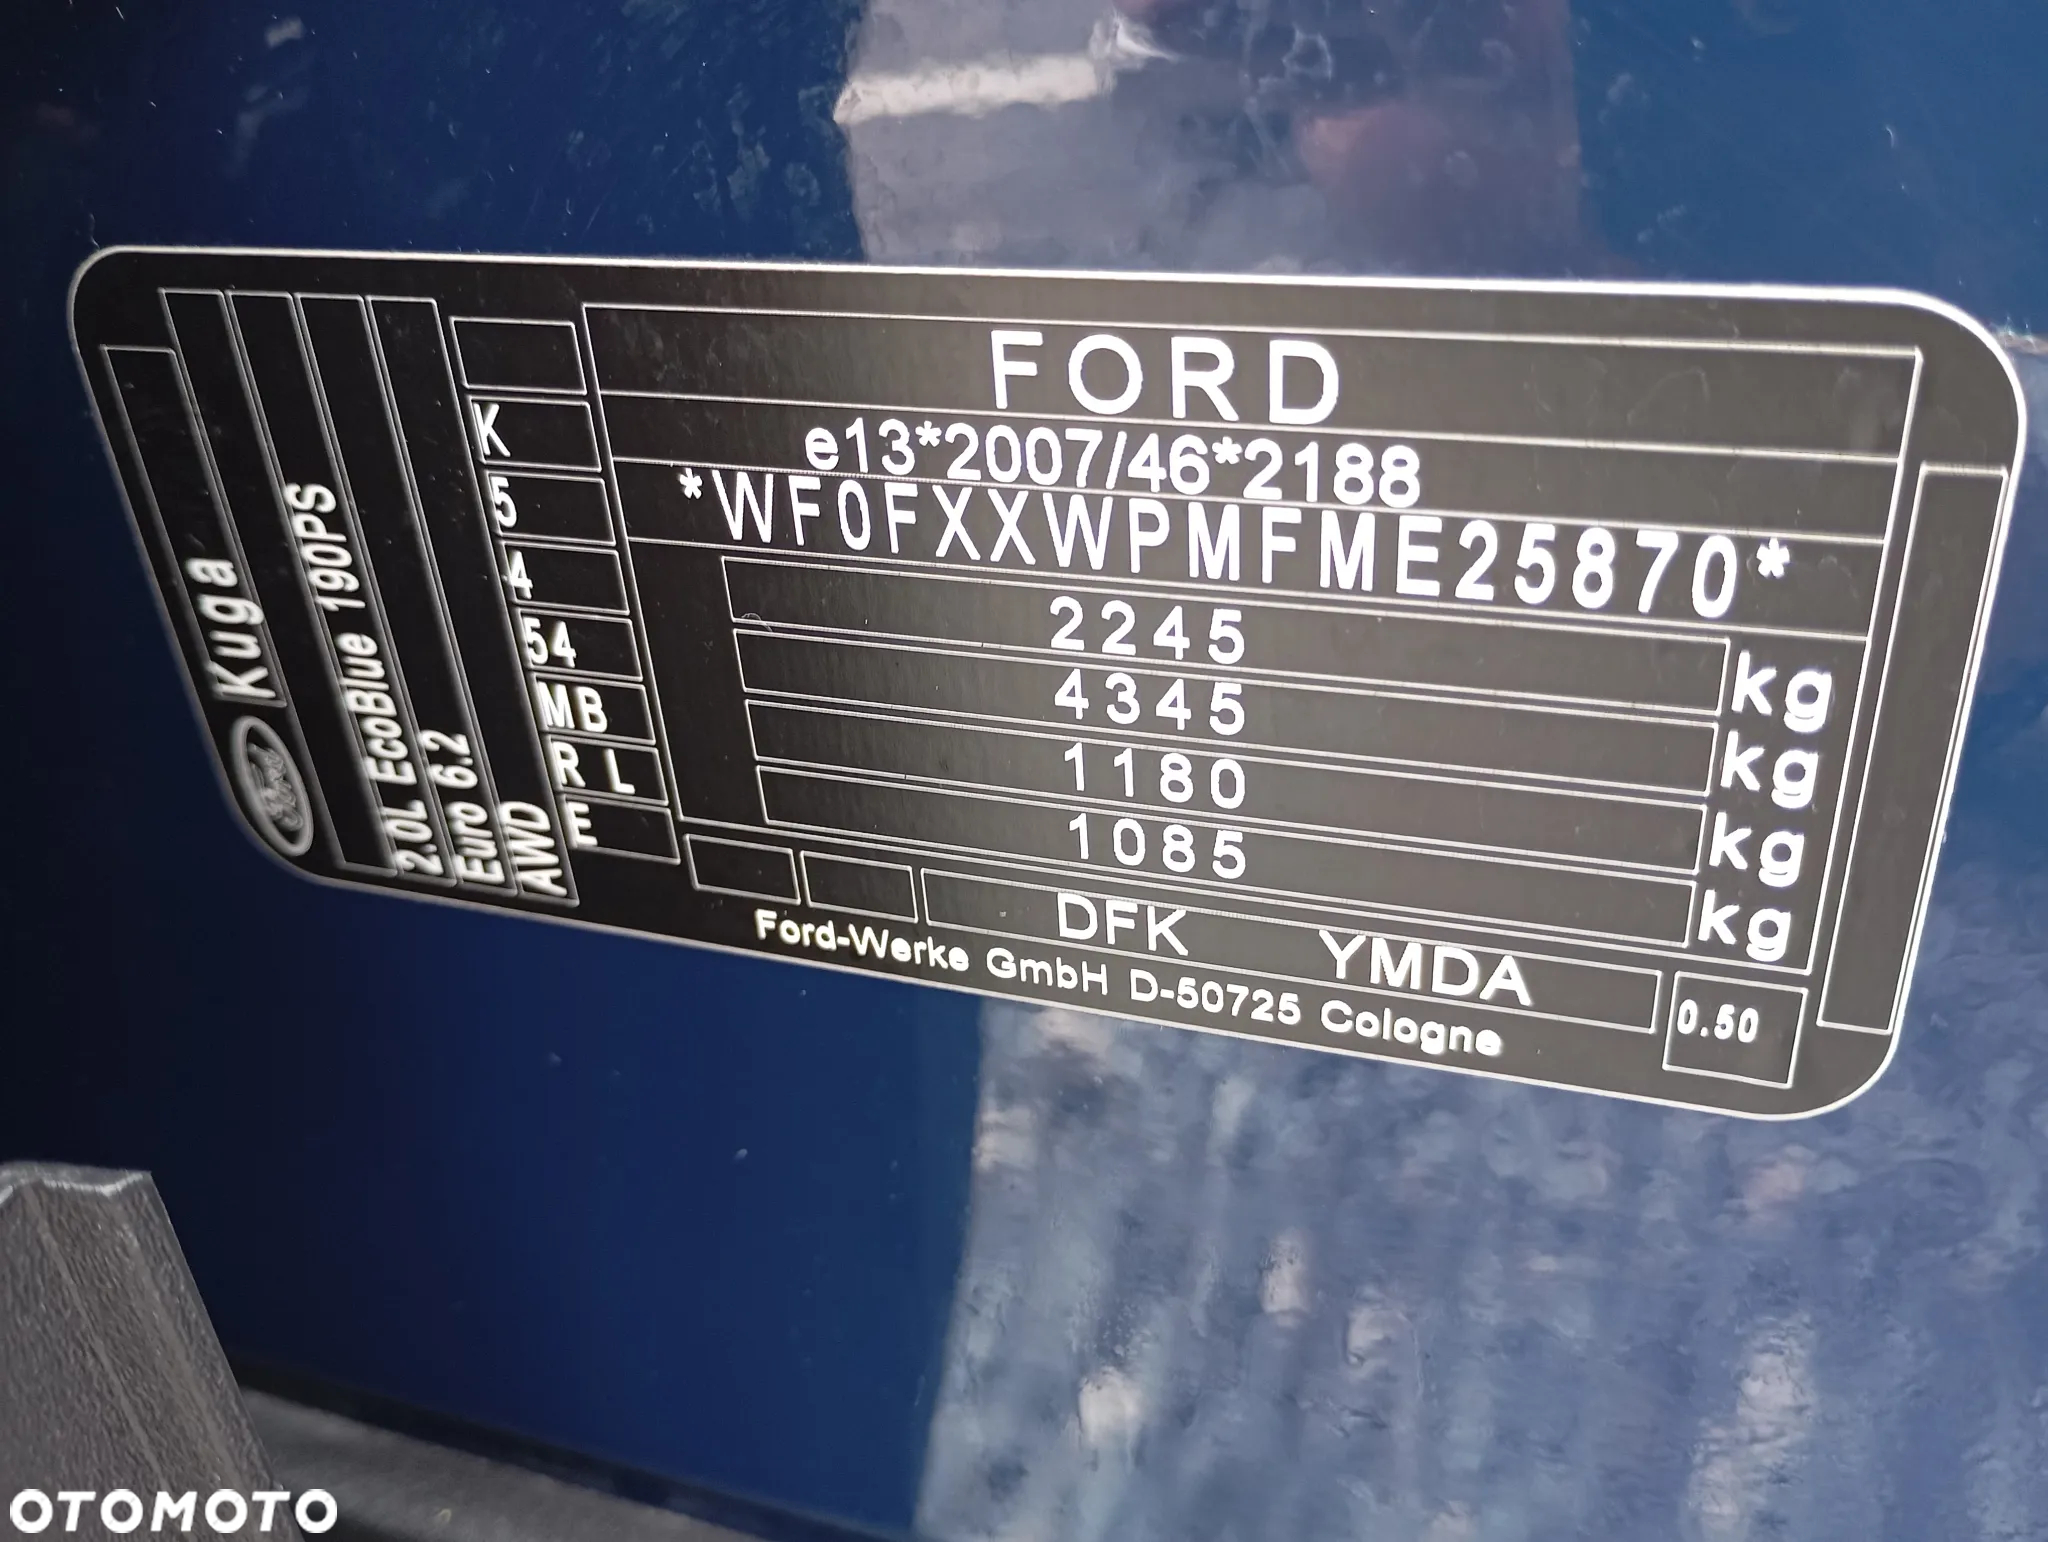 FORD
e13*2007/46*2188
*WF0FXXWPMFME25870*
2245 kg
4345 kg
1180 kg
1085 kg
DFK YMDA
0.50
Ford-Werke GmbH D-50725 Cologne
K
5
4
54
MB
R L
E
Ford Kuga
2.0L EcoBlue 190PS
Euro 6.2
AWD
OTOMOTO